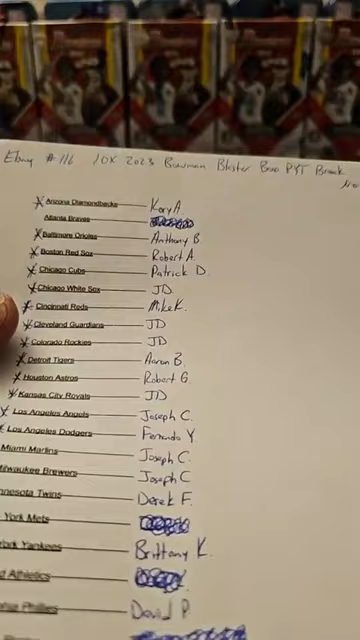 Ebay #116 10X 2023 Bowman Blaster Box PYT Break
Arizona Diamondbacks Kory A
Atlanta Braves
Baltimore Orioles Anthony B
Boston Red Sox Robert A.
Chicago Cubs Patrick D.
Chicago White Sox JD
Cincinnati Reds Mike K.
Cleveland Guardians JD
Colorado Rockies JD
Detroit Tigers Aaron B.
Houston Astros Robert G.
Kansas City Royals JD
Los Angeles Angels Joseph C.
Los Angeles Dodgers Fernando Y
Miami Marlins Joseph C.
Milwaukee Brewers Joseph C
nnesota Twins Derek F.
York Mets
York Yankees Brittany K.
d Athletics
Phillies David P.